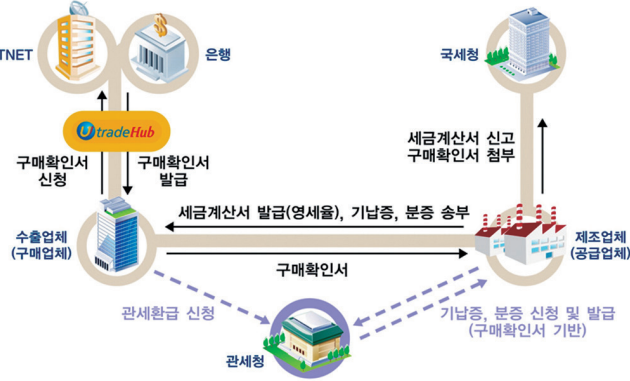 TNET
은행
국세청
UtradeHub
구매확인서
신청
구매확인서
발급
세금계산서 신고
구매확인서 첨부
세금계산서 발급(영세율), 기납증, 분증 송부
수출업체
(구매업체)
제조업체
(공급업체)
구매확인서
관세환급 신청
기납증, 분증 신청 및 발급
(구매확인서 기반)
관세청